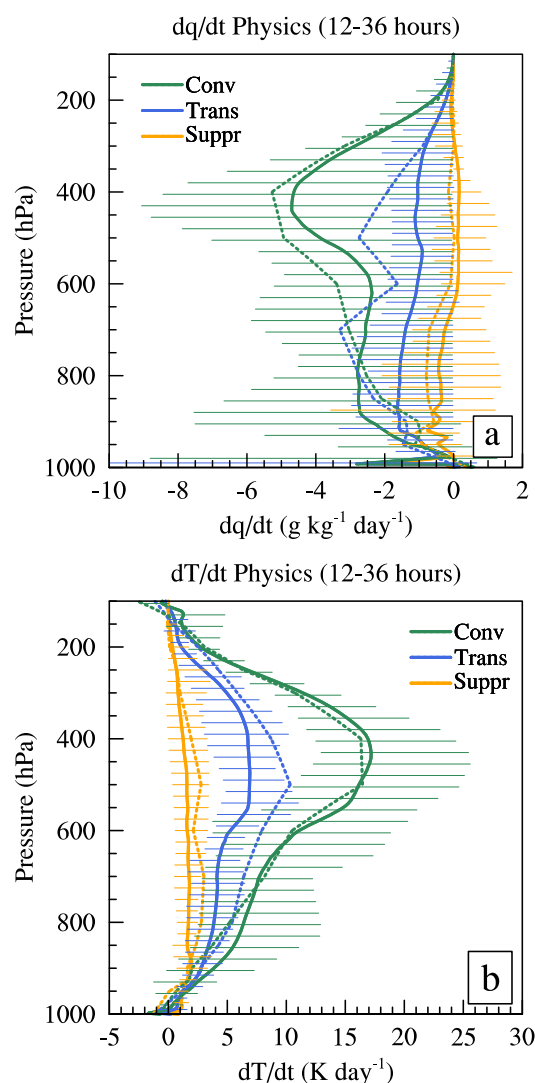 dq/dt Physics (12-36 hours)
Conv
Trans
Suppr
200
400
600
800
1000
Pressure (hPa)
a
-10 -8 -6 -4 -2 0 2
dq/dt (g kg⁻¹ day⁻¹)
dT/dt Physics (12-36 hours)
Conv
Trans
Suppr
200
400
600
800
1000
Pressure (hPa)
b
-5 0 5 10 15 20 25 30
dT/dt (K day⁻¹)